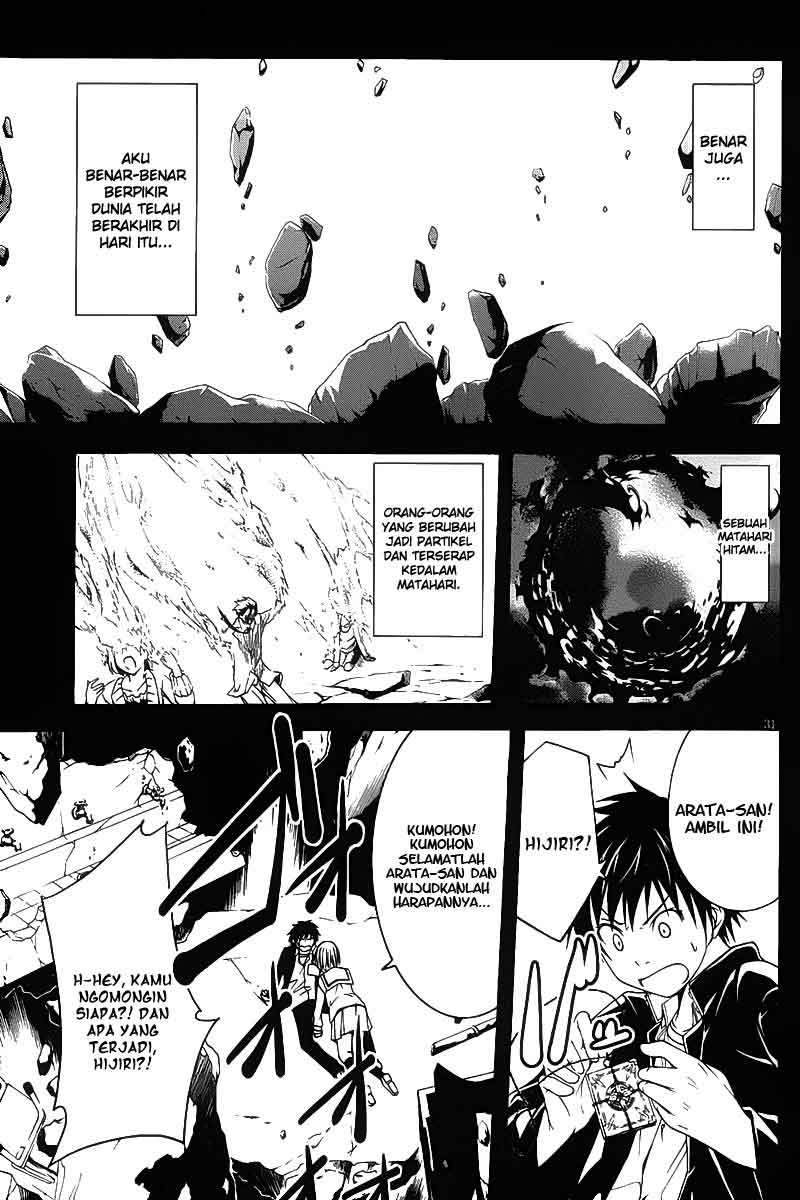 BENAR
JUGA
...
AKU
BENAR-BENAR
BERPIKIR
DUNIA TELAH
BERAKHIR DI
HARI ITU...
SEBUAH
MATAHARI
HITAM...!
ORANG-ORANG
YANG BERUBAH
JADI PARTIKEL
DAN TERSERAP
KEDALAM
MATAHARI.
31
ARATA-SAN!
AMBIL INI!
HIJIRI?!
KUMOHON!
KUMOHON
SELAMATLAH
ARATA-SAN DAN
WUJUDKANLAH
HARAPANNYA...
H-HEY, KAMU
NGOMONGIN
SIAPA?! DAN
APA YANG
TERJADI,
HIJIRI?!